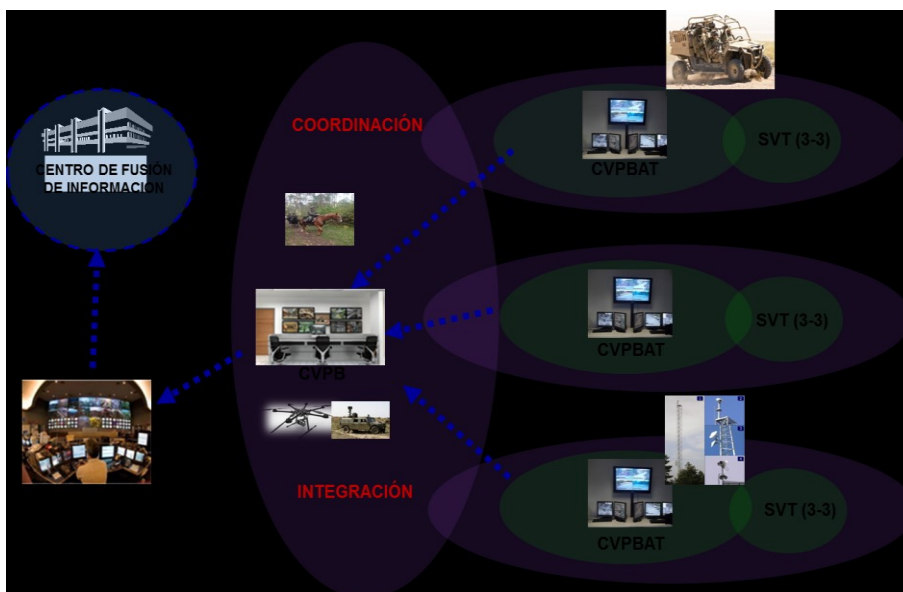 COORDINACIÓN
SVT (3-3)
CVPBAT
CENTRO DE FUSIÓN
DE INFORMACIÓN
SVT (3-3)
CVPBAT
CVPB
INTEGRACIÓN
SVT (3-3)
CVPBAT